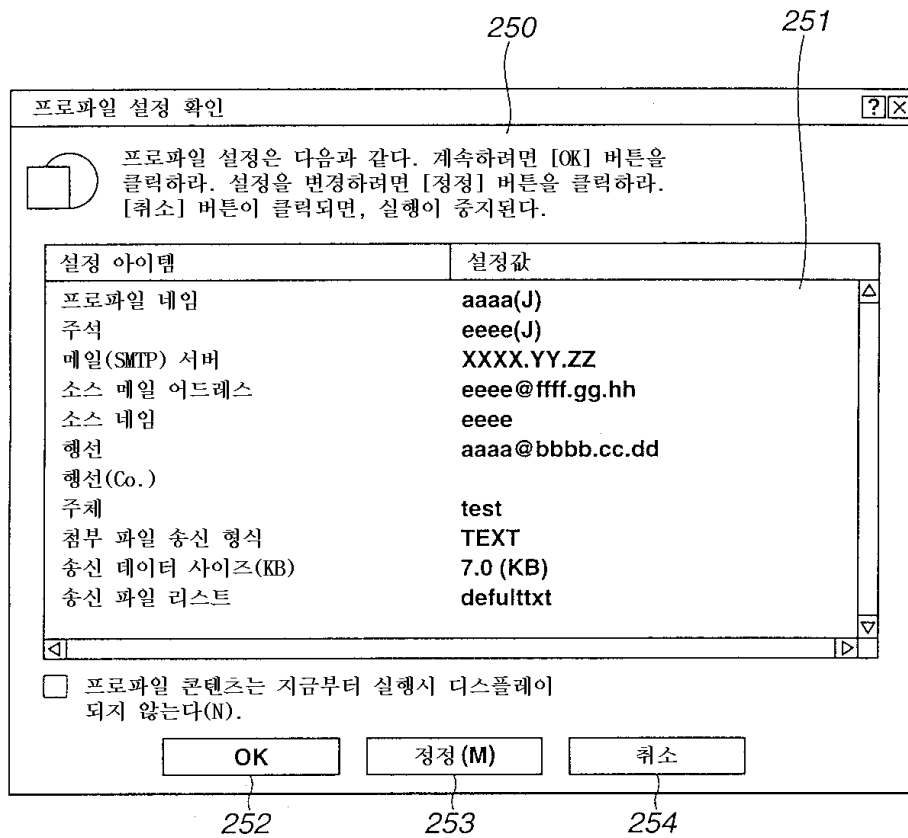 250
251
프로파일 설정 확인
?
프로파일 설정은 다음과 같다. 계속하려면 [OK] 버튼을
클릭하라. 설정을 변경하려면 [정정] 버튼을 클릭하라.
[취소] 버튼이 클릭되면, 실행이 중지된다.
설정 아이템 설정값
프로파일 네임 aaaa(J)
주석 eeee(J)
메일(SMTP) 서버 XXXX.YY.ZZ
소스 메일 어드레스 eeee@ffff.gg.hh
소스 네임 eeee
행선 aaaa@bbbb.cc.dd
행선(Co.)
주체 test
첨부 파일 송신 형식 TEXT
송신 데이터 사이즈(KB) 7.0 (KB)
송신 파일 리스트 defulttxt
프로파일 콘텐츠는 지금부터 실행시 디스플레이
되지 않는다(N).
OK 정정(M) 취소
252 253 254